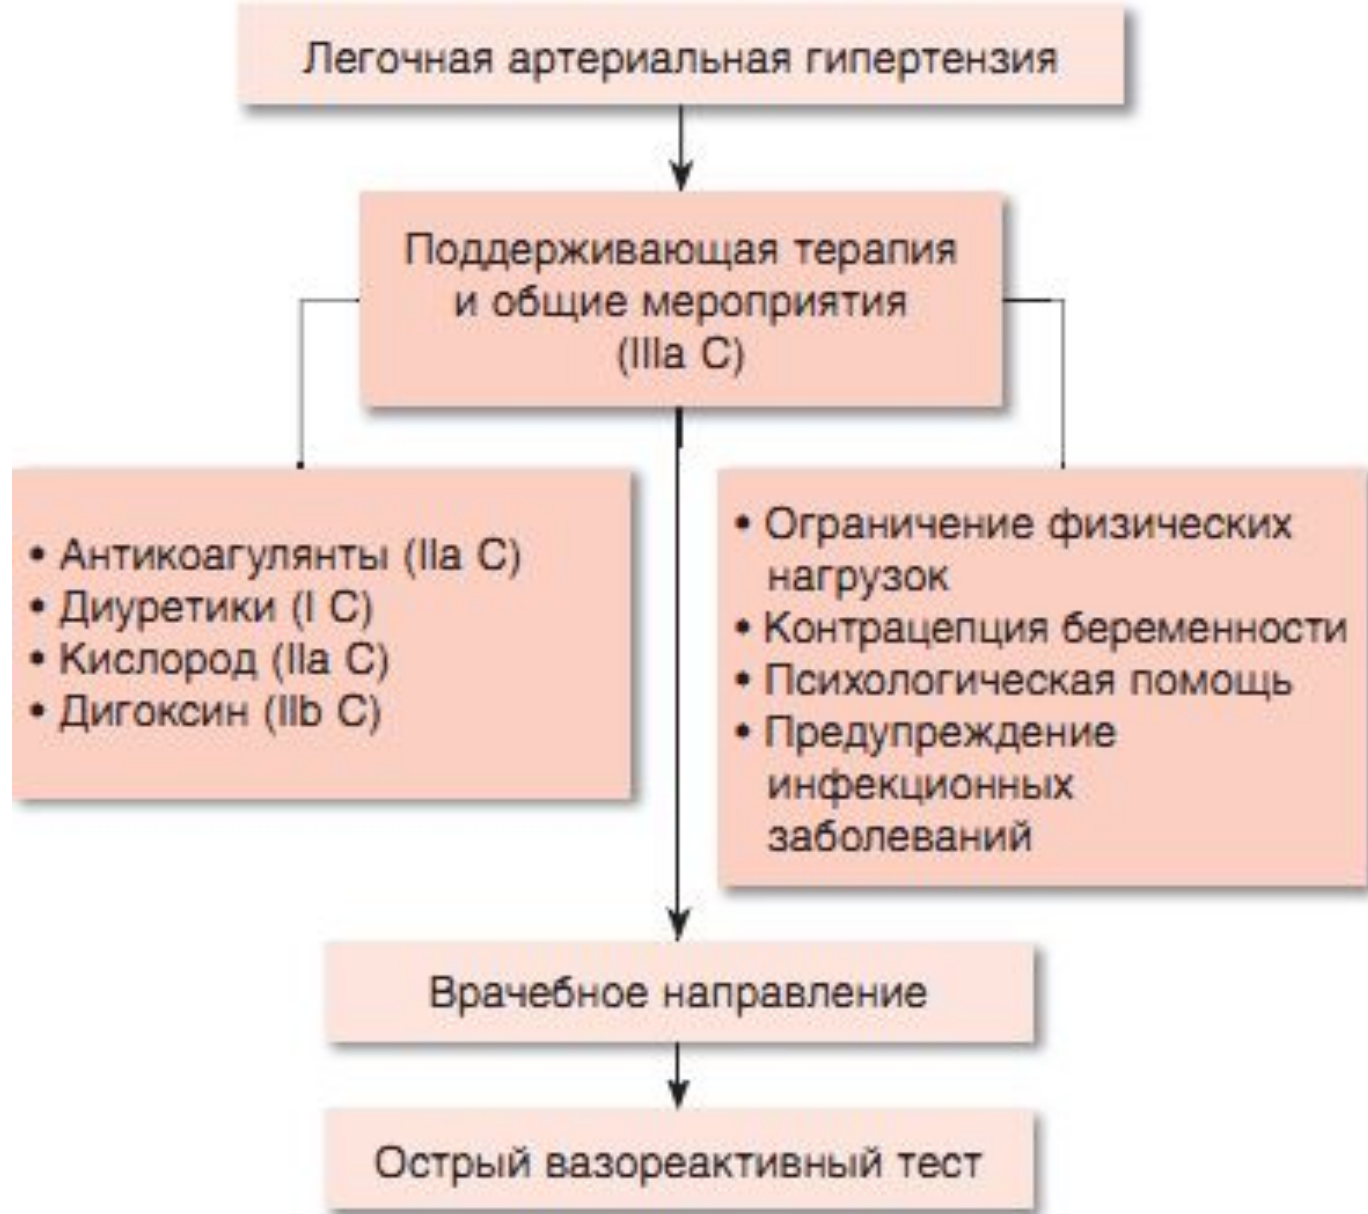 Легочная артериальная гипертензия
Поддерживающая терапия
и общие мероприятия
(IIIa C)
• Антикоагулянты (IIa C)
• Диуретики (I C)
• Кислород (IIa C)
• Дигоксин (IIb C)
• Ограничение физических
нагрузок
• Контрацепция беременности
• Психологическая помощь
• Предупреждение
инфекционных
заболеваний
Врачебное направление
Острый вазореактивный тест